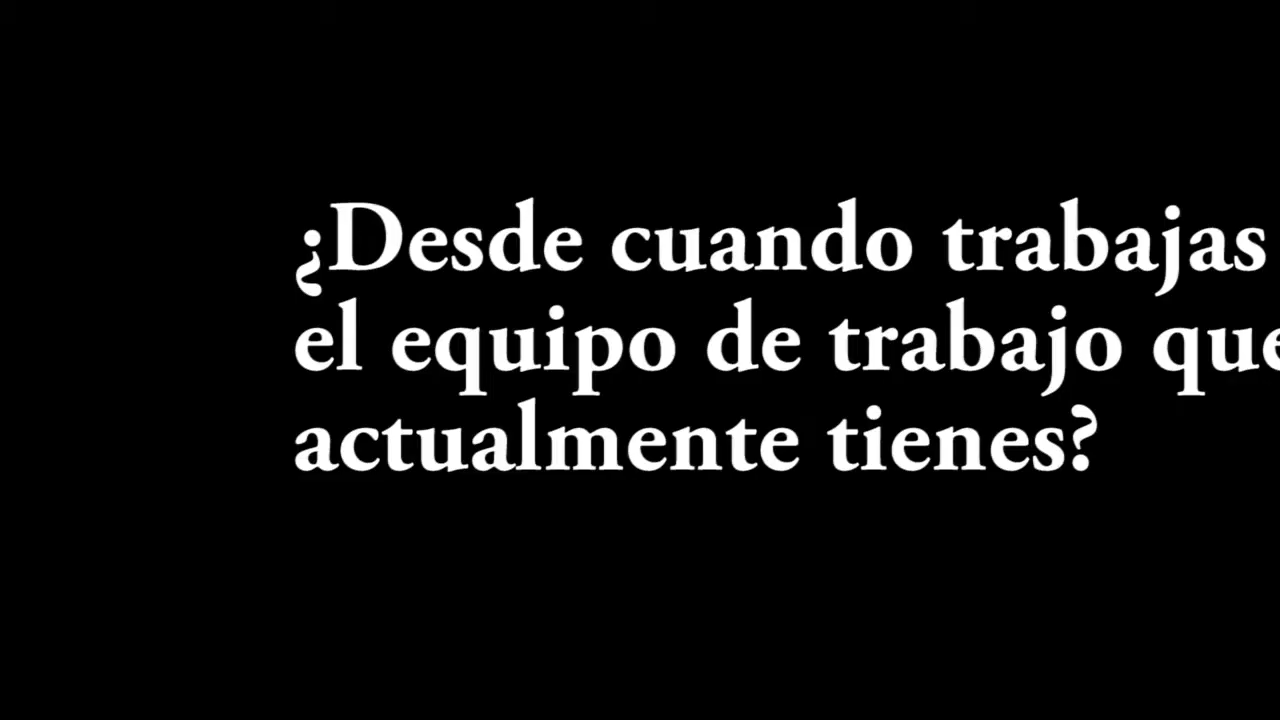 ¿Desde cuando trabajas
el equipo de trabajo que
actualmente tienes?